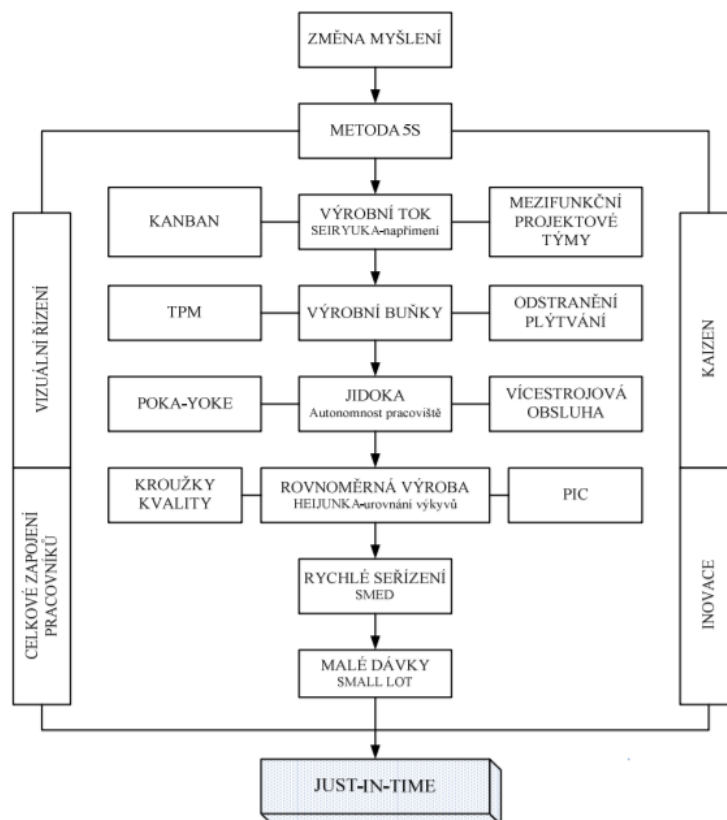 ZMĚNA MYŠLENÍ
METODA 5S
KANBAN
VÝROBNÍ TOK
SEIRYUKA-napřímení
MEZIFUNKČNÍ
PROJEKTOVÉ
TÝMY
VIZUÁLNÍ ŘÍZENÍ
KAIZEN
TPM
VÝROBNÍ BUŇKY
ODSTRANĚNÍ
PLÝTVÁNÍ
POKA-YOKE
JIDOKA
Autonomnost pracoviště
VÍCESTROJOVÁ
OBSLUHA
KROUŽKY
KVALITY
ROVNOMĚRNÁ VÝROBA
HEIJUNKA-urovnání výkyvů
PIC
CELKOVÉ ZAPOJENÍ
PRACOVNÍKŮ
INOVACE
RYCHLÉ SEŘÍZENÍ
SMED
MALÉ DÁVKY
SMALL LOT
JUST-IN-TIME